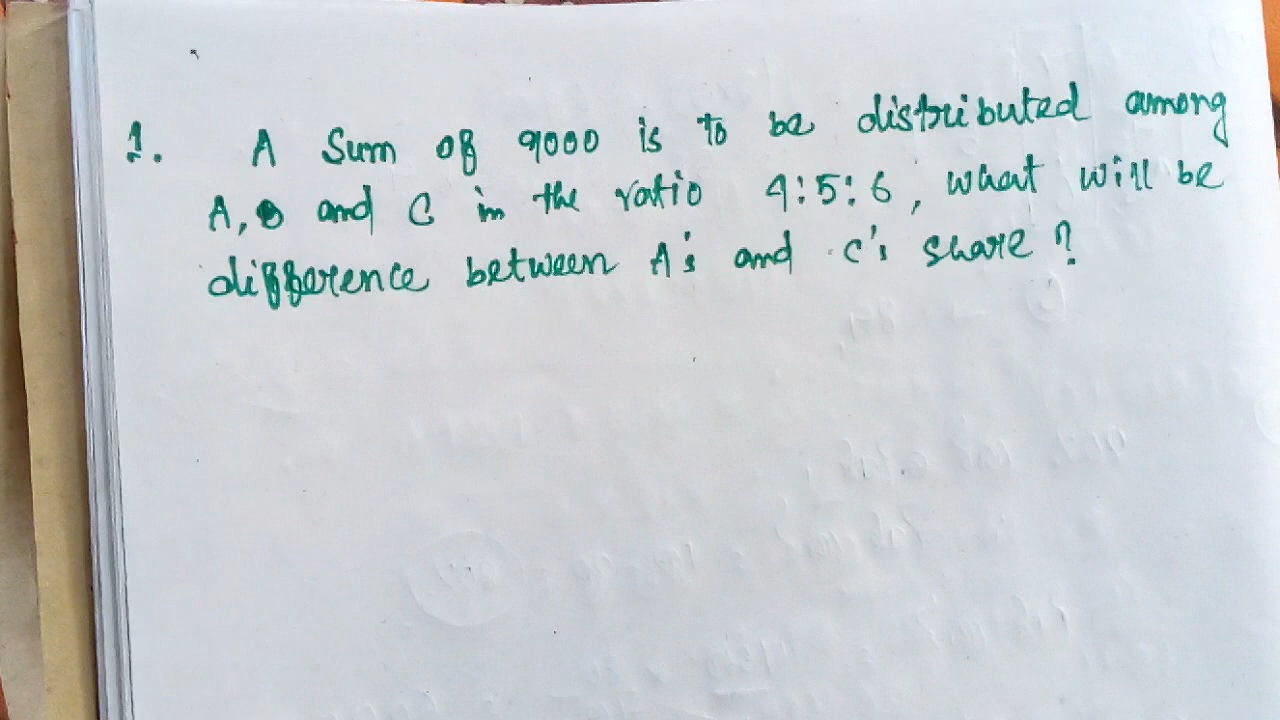 1. A Sum of 9000 is to be distributed among
A, B and C in the ratio 4:5:6, what will be
difference between A's and C's share ?